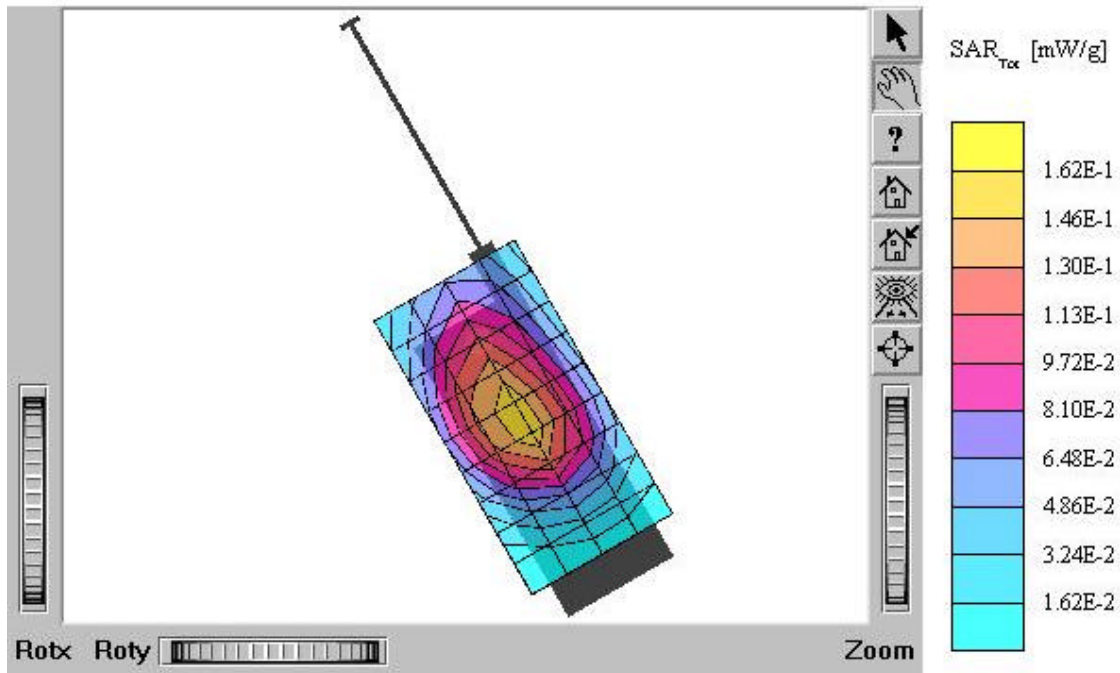 SAR_Tot [mW/g]
?
1.62E-1
1.46E-1
1.30E-1
1.13E-1
9.72E-2
8.10E-2
6.48E-2
4.86E-2
3.24E-2
1.62E-2
Rotx Roty Zoom